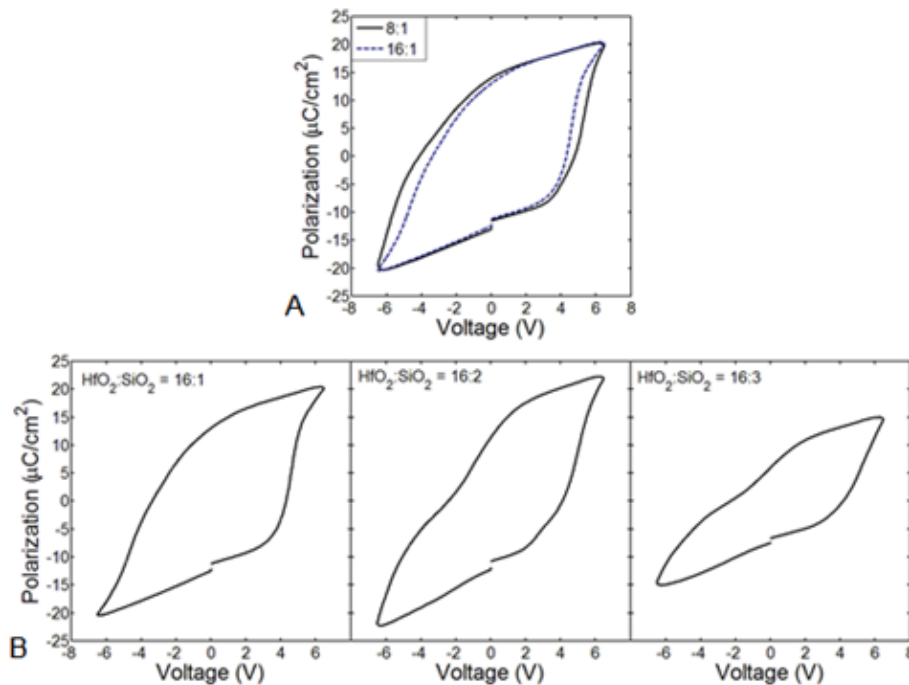 8:1
16:1
25
20
15
10
5
0
-5
-10
-15
-20
-25
Polarization (μC/cm²)
-8 -6 -4 -2 0 2 4 6 8
Voltage (V)
A
HfO₂:SiO₂ = 16:1
HfO₂:SiO₂ = 16:2
HfO₂:SiO₂ = 16:3
25
20
15
10
5
0
-5
-10
-15
-20
-25
Polarization (μC/cm²)
-8 -6 -4 -2 0 2 4 6 -6 -4 -2 0 2 4 6 -6 -4 -2 0 2 4 6 8
Voltage (V) Voltage (V) Voltage (V)
B